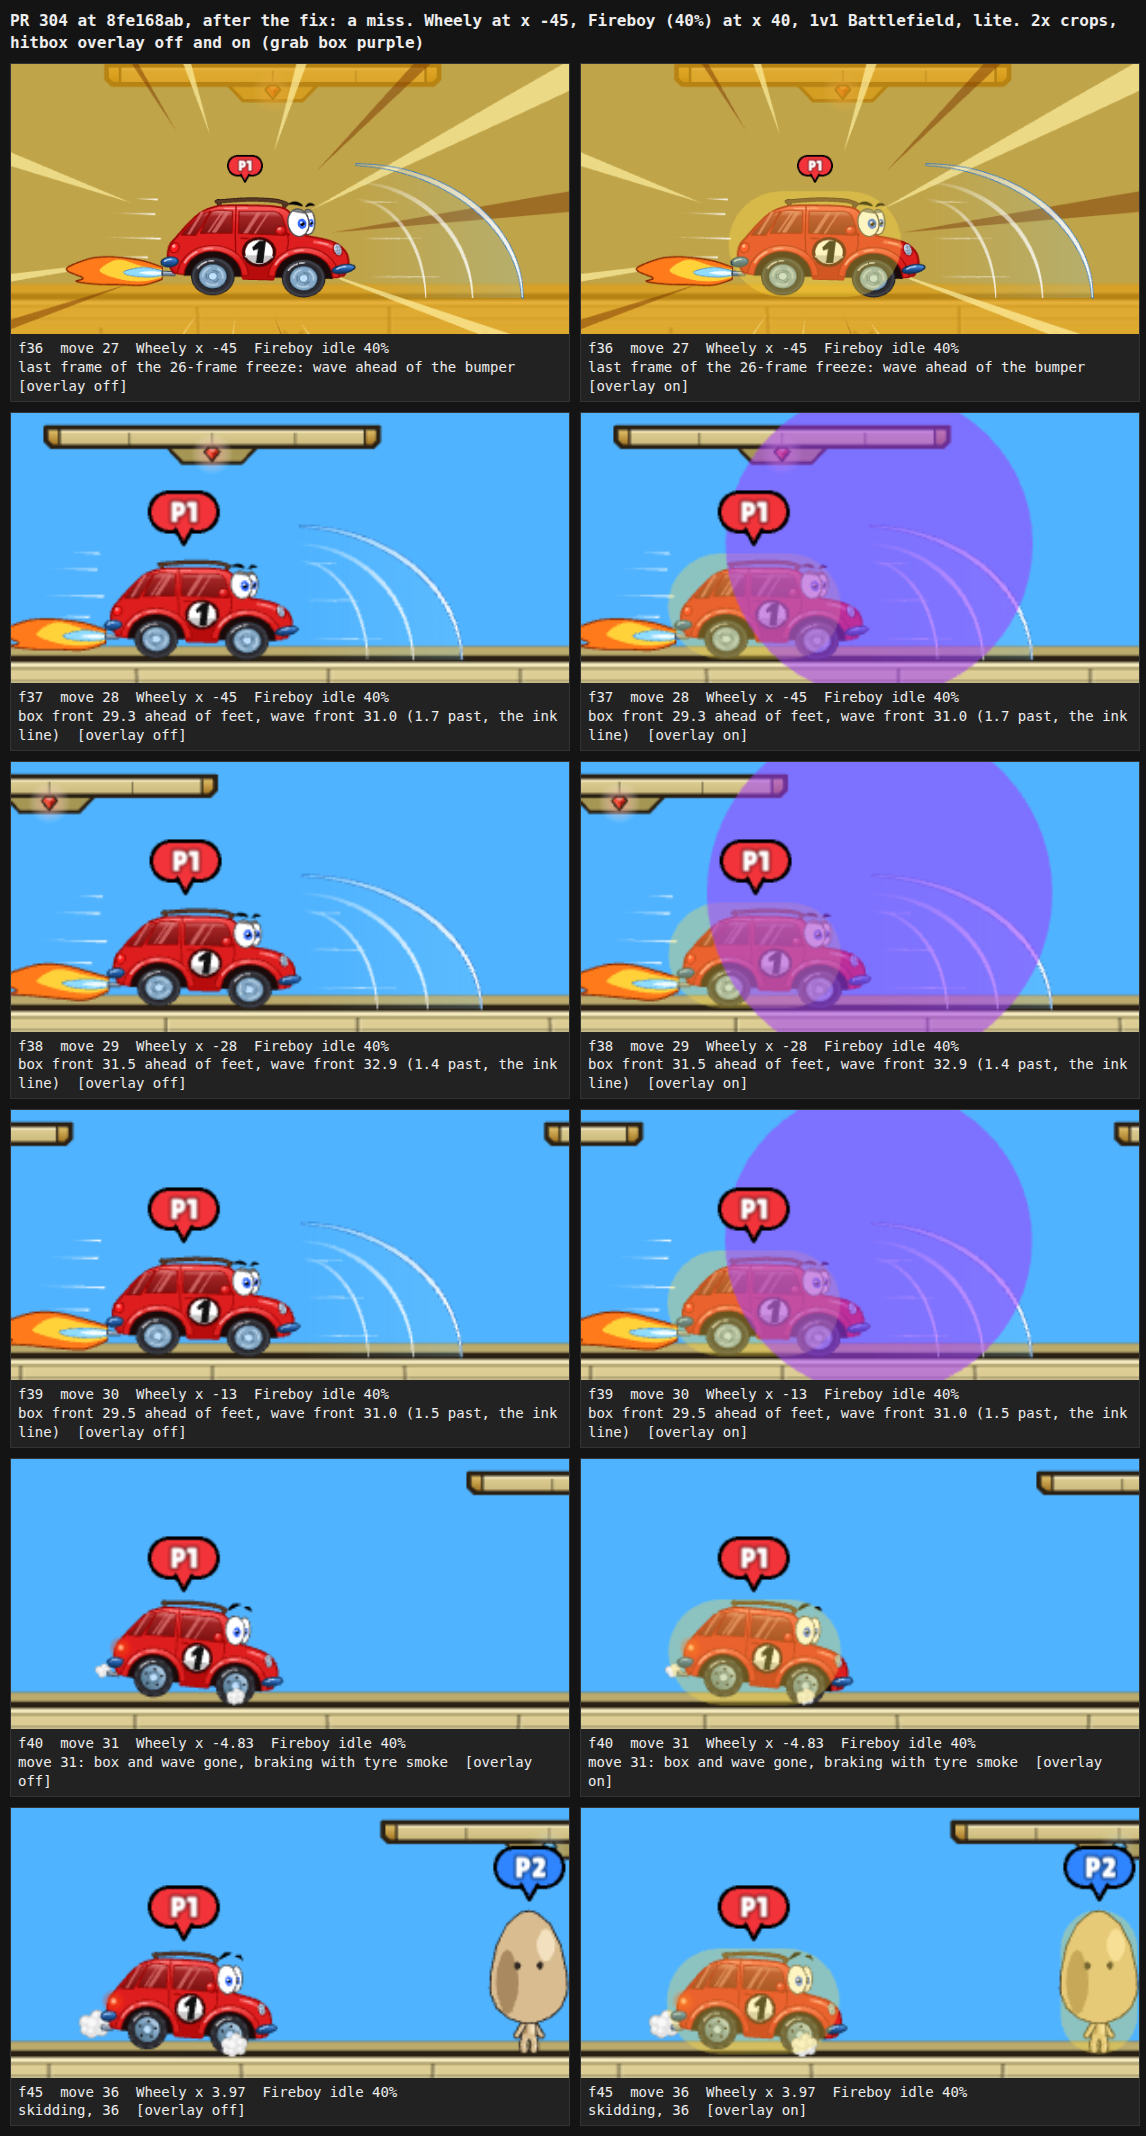 PR 304 at 8fe168ab, after the fix: a miss. Wheely at x -45, Fireboy (40%) at x 40, 1v1 Battlefield, lite. 2x crops,
hitbox overlay off and on (grab box purple)
P1
1
P1
1
f36  move 27  Wheely x -45  Fireboy idle 40%
last frame of the 26-frame freeze: wave ahead of the bumper
[overlay off]
f36  move 27  Wheely x -45  Fireboy idle 40%
last frame of the 26-frame freeze: wave ahead of the bumper
[overlay on]
P1
1
P1
1
f37  move 28  Wheely x -45  Fireboy idle 40%
box front 29.3 ahead of feet, wave front 31.0 (1.7 past, the ink
line)  [overlay off]
f37  move 28  Wheely x -45  Fireboy idle 40%
box front 29.3 ahead of feet, wave front 31.0 (1.7 past, the ink
line)  [overlay on]
P1
1
P1
1
f38  move 29  Wheely x -28  Fireboy idle 40%
box front 31.5 ahead of feet, wave front 32.9 (1.4 past, the ink
line)  [overlay off]
f38  move 29  Wheely x -28  Fireboy idle 40%
box front 31.5 ahead of feet, wave front 32.9 (1.4 past, the ink
line)  [overlay on]
P1
1
P1
1
f39  move 30  Wheely x -13  Fireboy idle 40%
box front 29.5 ahead of feet, wave front 31.0 (1.5 past, the ink
line)  [overlay off]
f39  move 30  Wheely x -13  Fireboy idle 40%
box front 29.5 ahead of feet, wave front 31.0 (1.5 past, the ink
line)  [overlay on]
P1
1
P1
1
f40  move 31  Wheely x -4.83  Fireboy idle 40%
move 31: box and wave gone, braking with tyre smoke  [overlay
off]
f40  move 31  Wheely x -4.83  Fireboy idle 40%
move 31: box and wave gone, braking with tyre smoke  [overlay
on]
P1
1
P2
P1
1
P2
f45  move 36  Wheely x 3.97  Fireboy idle 40%
skidding, 36  [overlay off]
f45  move 36  Wheely x 3.97  Fireboy idle 40%
skidding, 36  [overlay on]